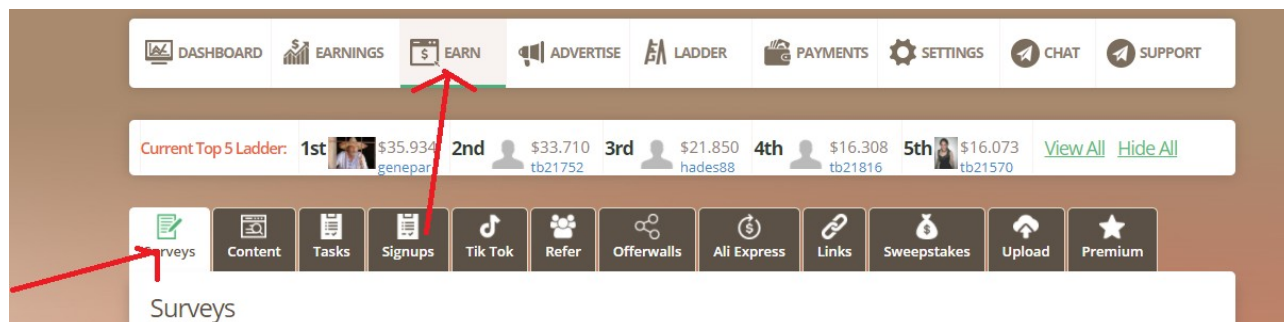 DASHBOARD EARNINGS EARN ADVERTISE LADDER PAYMENTS SETTINGS CHAT SUPPORT
Current Top 5 Ladder: 1st $35.934 2nd $33.710 3rd $21.850 4th $16.308 5th $16.073 View All Hide All
tb21752 hades88 tb21816 tb21570
Surveys Content Tasks Signups Tik Tok Refer Offerwalls Ali Express Links Sweepstakes Upload Premium
Surveys